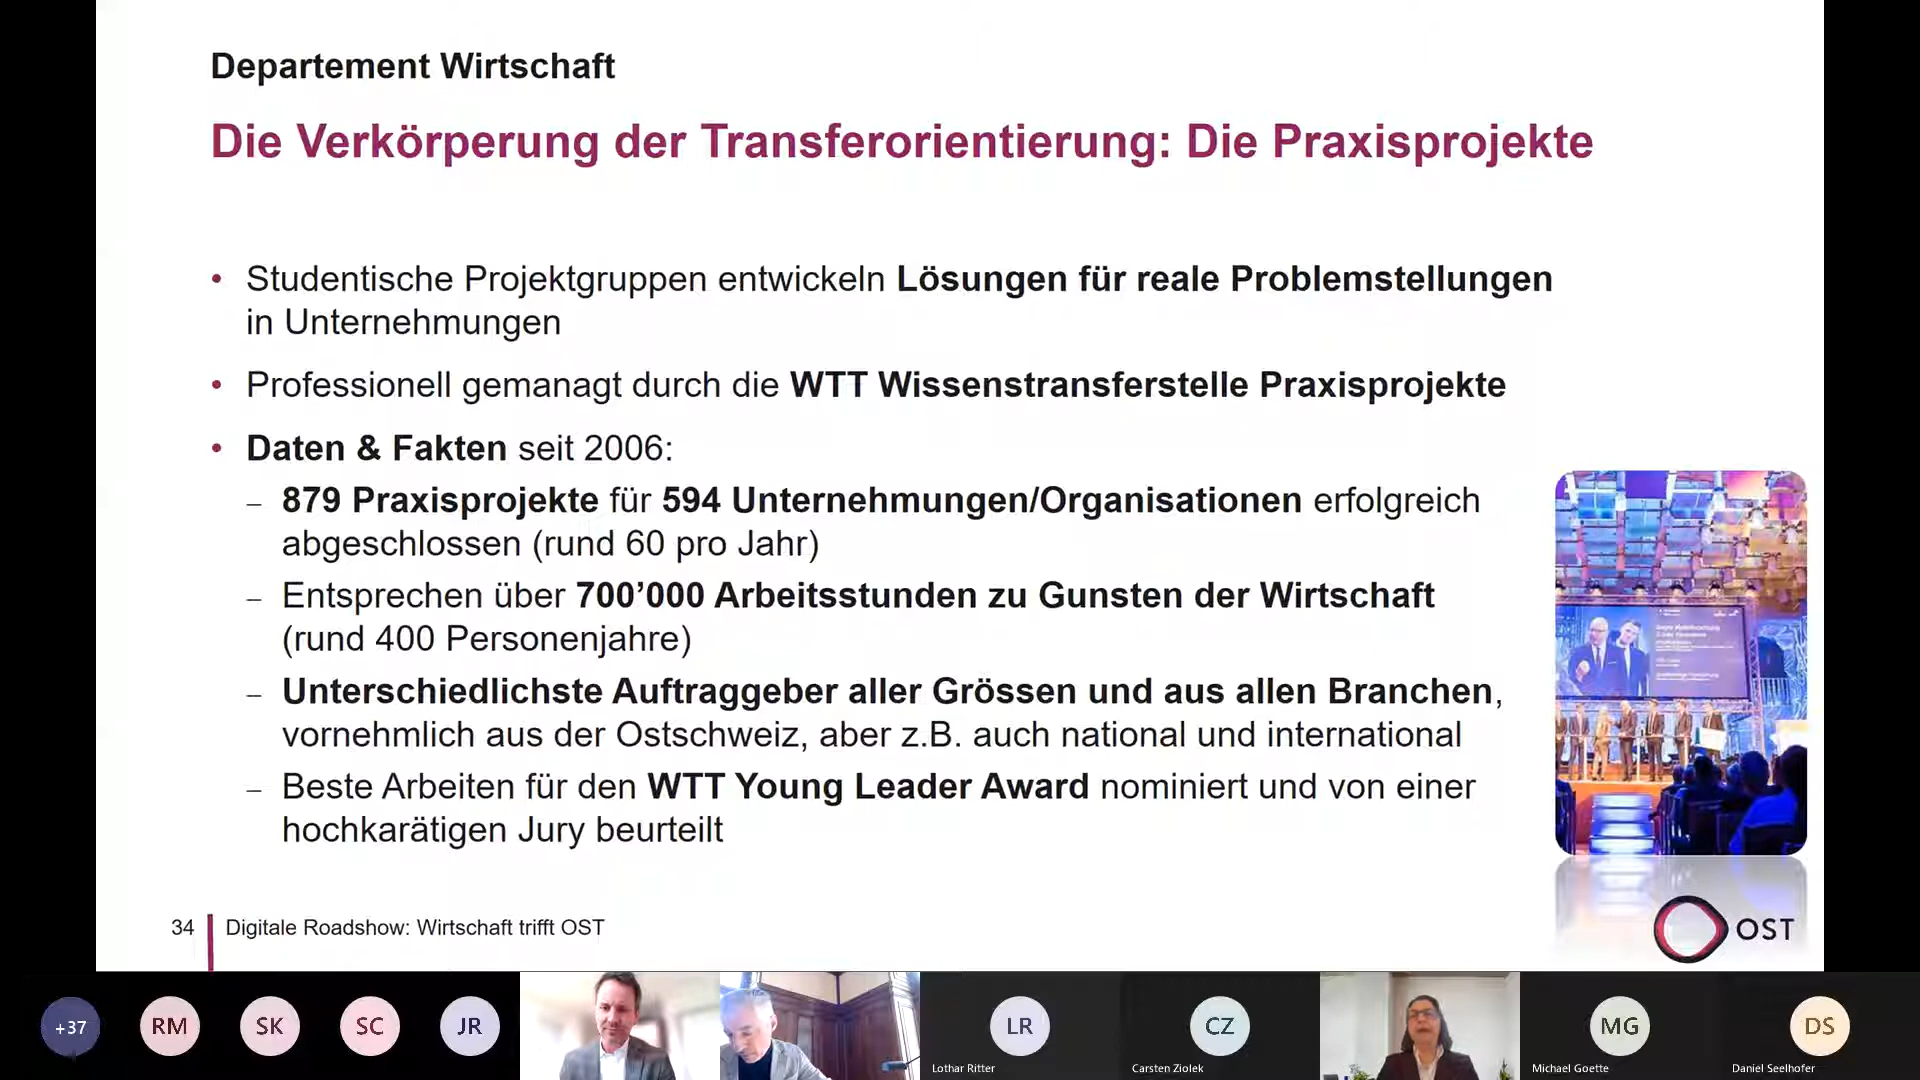 Departement Wirtschaft
Die Verkörperung der Transferorientierung: Die Praxisprojekte
• Studentische Projektgruppen entwickeln Lösungen für reale Problemstellungen
in Unternehmungen
• Professionell gemanagt durch die WTT Wissenstransferstelle Praxisprojekte
• Daten & Fakten seit 2006:
– 879 Praxisprojekte für 594 Unternehmungen/Organisationen erfolgreich
abgeschlossen (rund 60 pro Jahr)
– Entsprechen über 700’000 Arbeitsstunden zu Gunsten der Wirtschaft
(rund 400 Personenjahre)
– Unterschiedlichste Auftraggeber aller Grössen und aus allen Branchen,
vornehmlich aus der Ostschweiz, aber z.B. auch national und international
– Beste Arbeiten für den WTT Young Leader Award nominiert und von einer
hochkarätigen Jury beurteilt
34 Digitale Roadshow: Wirtschaft trifft OST
OST
+37 RM SK SC JR LR CZ MG DS
Lothar Ritter Carsten Ziolek Michael Goette Daniel Seelhofer